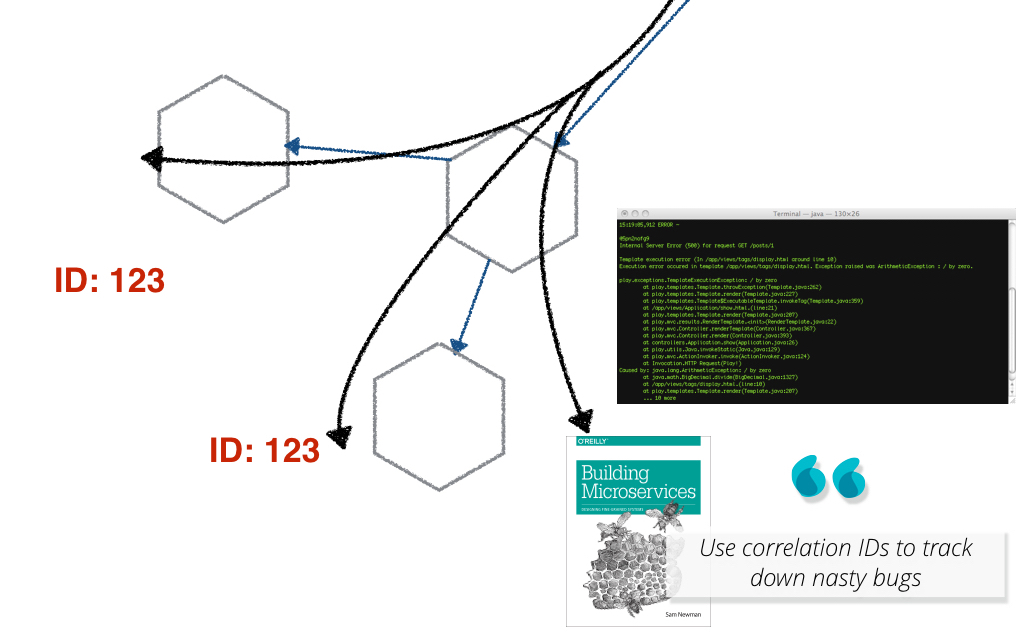 ID: 123
ID: 123
Terminal — java — 130×26
15:19:05,912 ERROR ~
@5pn2nofg9
Internal Server Error (500) for request GET /posts/1
Template execution error (In /app/views/tags/display.html around line 10)
Execution error occured in template /app/views/tags/display.html. Exception raised was ArithmeticException : / by zero.
play.exceptions.TemplateExecutionException: / by zero
at play.templates.Template.throwException(Template.java:262)
at play.templates.Template.render(Template.java:227)
at play.templates.Template$ExecutableTemplate.invokeTag(Template.java:359)
at /app/views/Application/show.html.(line:21)
at play.templates.Template.render(Template.java:207)
at play.mvc.results.RenderTemplate.<init>(RenderTemplate.java:22)
at play.mvc.Controller.renderTemplate(Controller.java:367)
at play.mvc.Controller.render(Controller.java:393)
at controllers.Application.show(Application.java:26)
at play.utils.Java.invokeStatic(Java.java:129)
at play.mvc.ActionInvoker.invoke(ActionInvoker.java:124)
at Invocation.HTTP Request(Play!)
Caused by: java.lang.ArithmeticException: / by zero
at java.math.BigDecimal.divide(BigDecimal.java:1327)
at /app/views/tags/display.html.(line:10)
at play.templates.Template.render(Template.java:207)
... 10 more
O'REILLY
Building
Microservices
DESIGNING FINE-GRAINED SYSTEMS
Sam Newman
Use correlation IDs to track
down nasty bugs